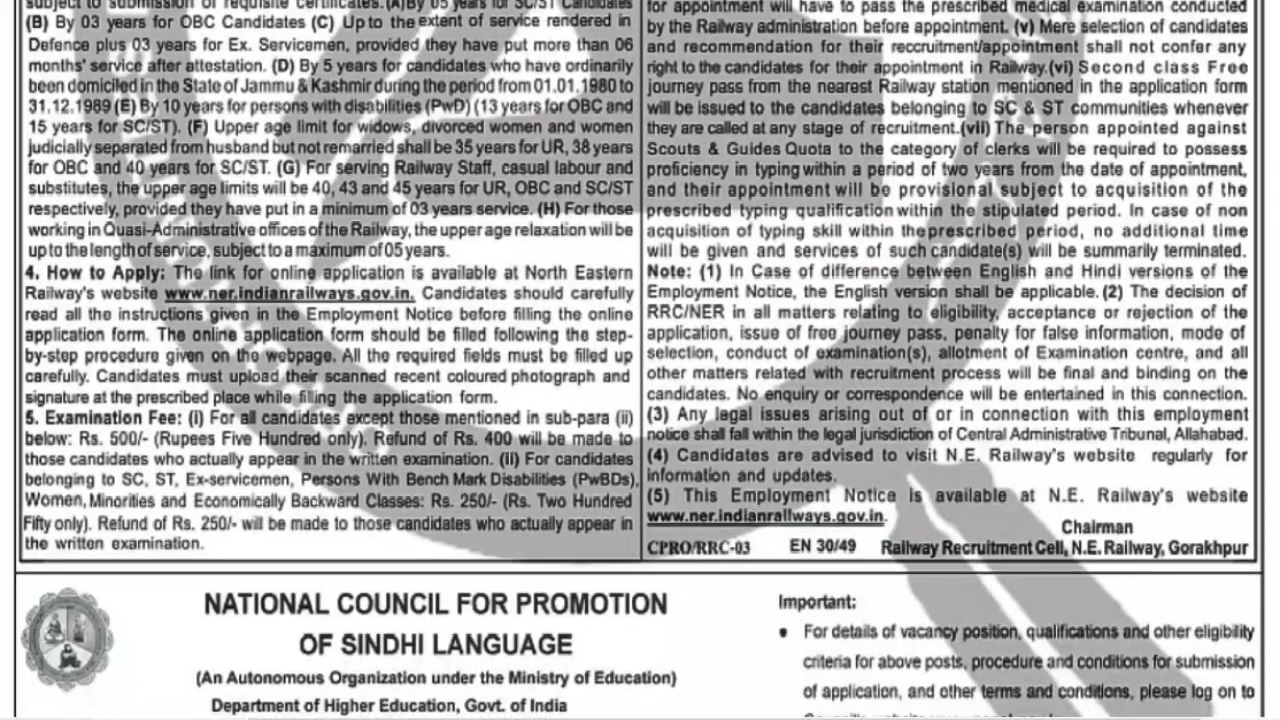 subject to submission of requisite certificates. (A) By 05 years for SC/ST Candidates
(B) By 03 years for OBC Candidates (C) Up to the extent of service rendered in
Defence plus 03 years for Ex. Servicemen, provided they have put more than 06
months' service after attestation. (D) By 5 years for candidates who have ordinarily
been domiciled in the State of Jammu & Kashmir during the period from 01.01.1980 to
31.12.1989 (E) By 10 years for persons with disabilities (PwD) (13 years for OBC and
15 years for SC/ST). (F) Upper age limit for widows, divorced women and women
judicially separated from husband but not remarried shall be 35 years for UR, 38 years
for OBC and 40 years for SC/ST. (G) For serving Railway Staff, casual labour and
substitutes, the upper age limits will be 40, 43 and 45 years for UR, OBC and SC/ST
respectively, provided they have put in a minimum of 03 years service. (H) For those
working in Quasi-Administrative offices of the Railway, the upper age relaxation will be
up to the length of service, subject to a maximum of 05 years.
4. How to Apply: The link for online application is available at North Eastern
Railway's website www.ner.indianrailways.gov.in. Candidates should carefully
read all the instructions given in the Employment Notice before filling the online
application form. The online application form should be filled following the step-
by-step procedure given on the webpage. All the required fields must be filled up
carefully. Candidates must upload their scanned recent coloured photograph and
signature at the prescribed place while filing the application form.
5. Examination Fee: (i) For all candidates except those mentioned in sub-para (ii)
below: Rs. 500/- (Rupees Five Hundred only). Refund of Rs. 400 will be made to
those candidates who actually appear in the written examination. (ii) For candidates
belonging to SC, ST, Ex-servicemen, Persons With Bench Mark Disabilities (PwBDs),
Women, Minorities and Economically Backward Classes: Rs. 250/- (Rs. Two Hundred
Fifty only). Refund of Rs. 250/- will be made to those candidates who actually appear in
the written examination.
for appointment will have to pass the prescribed medical examination conducted
by the Railway administration before appointment. (v) Mere selection of candidates
and recommendation for their reccruitment/appointment shall not confer any
right to the candidates for their appointment in Railway.(vi) Second class Free
journey pass from the nearest Railway station mentioned in the application form
will be issued to the candidates belonging to SC & ST communities whenever
they are called at any stage of recruitment.(vii) The person appointed against
Scouts & Guides Quota to the category of clerks will be required to possess
proficiency in typing within a period of two years from the date of appointment,
and their appointment will be provisional subject to acquisition of the
prescribed typing qualification within the stipulated period. In case of non
acquisition of typing skill within the prescribed period, no additional time
will be given and services of such candidate(s) will be summarily terminated.
Note: (1) In Case of difference between English and Hindi versions of the
Employment Notice, the English version shall be applicable. (2) The decision of
RRC/NER in all matters relating to eligibility, acceptance or rejection of the
application, issue of free journey pass, penalty for false information, mode of
selection, conduct of examination(s), allotment of Examination centre, and all
other matters related with recruitment process will be final and binding on the
candidates. No enquiry or correspondence will be entertained in this connection.
(3) Any legal issues arising out of or in connection with this employment
notice shall fall within the legal jurisdiction of Central Administrative Tribunal, Allahabad.
(4) Candidates are advised to visit N.E. Railway's website regularly for
information and updates.
(5) This Employment Notice is available at N.E. Railway's website
www.ner.indianrailways.gov.in.
Chairman
CPRO/RRC-03 EN 30/49 Railway Recruitment Cell, N.E. Railway, Gorakhpur
NATIONAL COUNCIL FOR PROMOTION
OF SINDHI LANGUAGE
(An Autonomous Organization under the Ministry of Education)
Department of Higher Education, Govt. of India
Important:
• For details of vacancy position, qualifications and other eligibility
criteria for above posts, procedure and conditions for submission
of application, and other terms and conditions, please log on to